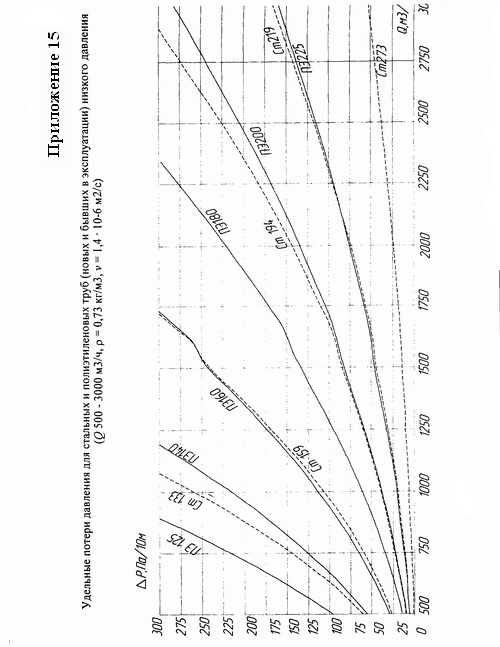 Приложение 15
Удельные потери давления для стальных и полиэтиленовых труб (новых и бывших в эксплуатации) низкого давления
(Q 500 - 3000 м3/ч, ρ = 0,73 кг/м3, ν = 1,4 · 10-6 м2/с)
△P,Па/10м
300
275
250
225
200
175
150
125
100
75
50
25
0
500
750
1000
1250
1500
1750
2000
2250
2500
2750
Q,м3/
ПЭ 125
Ст 133
ПЭ140
ПЭ160
Ст 159
ПЭ180
Ст 194
ПЭ200
Ст219
ПЭ225
Ст273